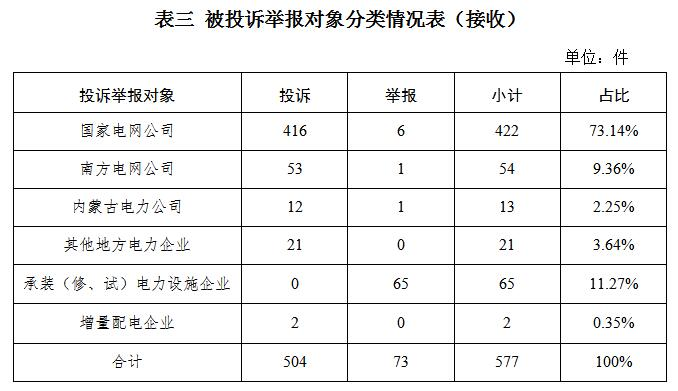 表三 被投诉举报对象分类情况表（接收）
单位：件
投诉举报对象 投诉 举报 小计 占比
国家电网公司 416 6 422 73.14%
南方电网公司 53 1 54 9.36%
内蒙古电力公司 12 1 13 2.25%
其他地方电力企业 21 0 21 3.64%
承装（修、试）电力设施企业 0 65 65 11.27%
增量配电企业 2 0 2 0.35%
合计 504 73 577 100%